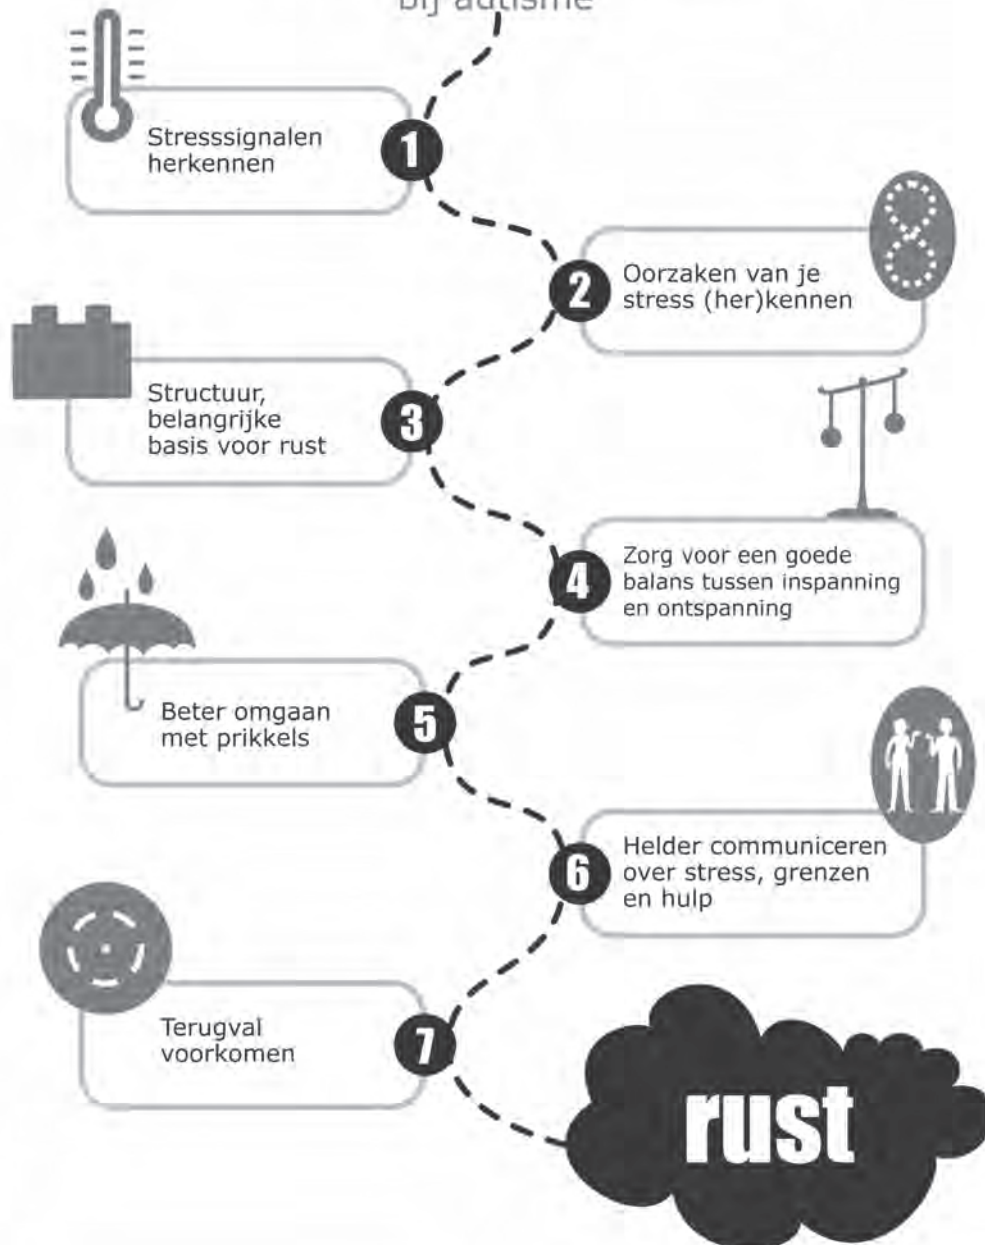 bij autisme
1
Stresssignalen
herkennen
2
Oorzaken van je
stress (her)kennen
3
Structuur,
belangrijke
basis voor rust
4
Zorg voor een goede
balans tussen inspanning
en ontspanning
5
Beter omgaan
met prikkels
6
Helder communiceren
over stress, grenzen
en hulp
7
Terugval
voorkomen
rust